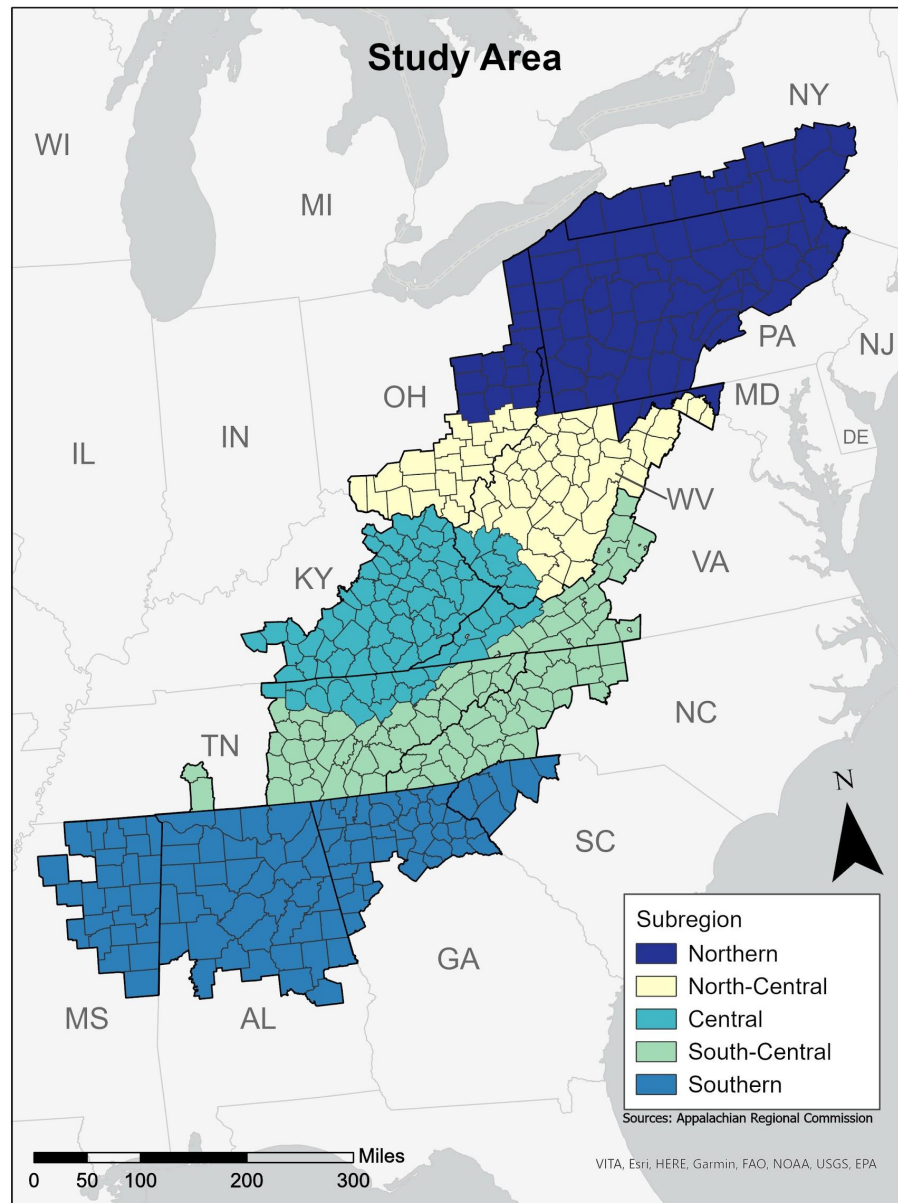 Study Area
NY
WI
MI
PA
NJ
OH
MD
IN
IL
DE
WV
VA
KY
NC
TN
N
SC
GA
MS
AL
Subregion
Northern
North-Central
Central
South-Central
Southern
Sources: Appalachian Regional Commission
Miles
0 50 100 200 300
VITA, Esri, HERE, Garmin, FAO, NOAA, USGS, EPA